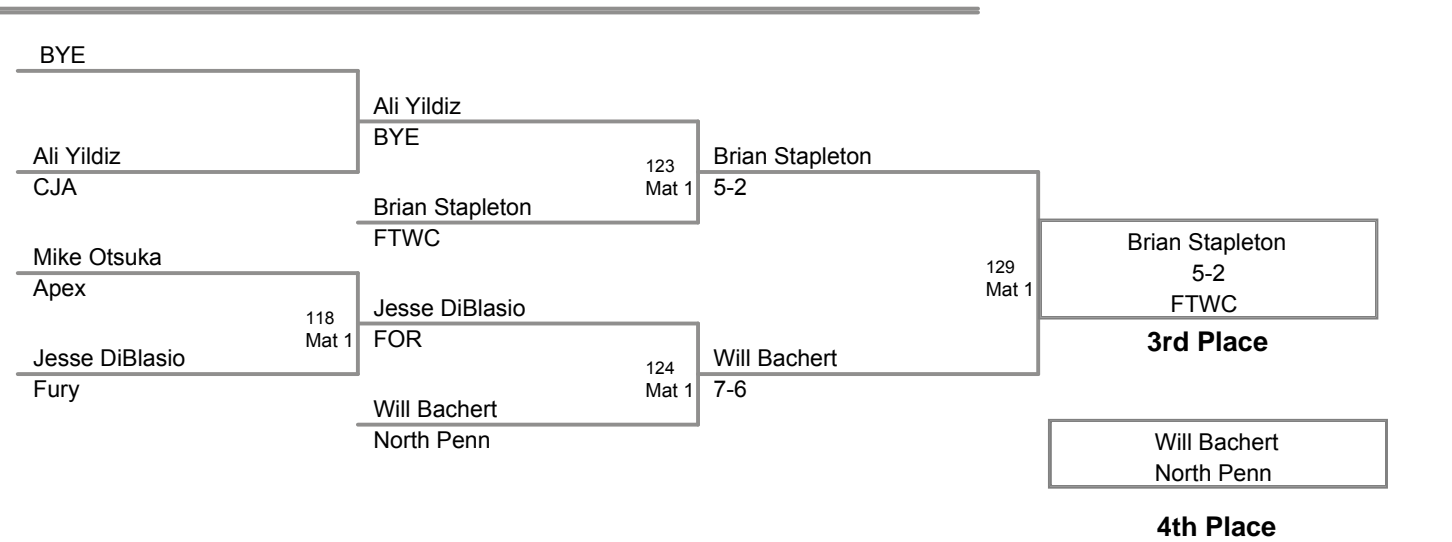 BYE
Ali Yildiz
BYE
Ali Yildiz
CJA
123
Mat 1
Brian Stapleton
5-2
Brian Stapleton
FTWC
Mike Otsuka
Apex
129
Mat 1
Brian Stapleton
5-2
FTWC
3rd Place
118
Mat 1
Jesse DiBlasio
FOR
Jesse DiBlasio
Fury
124
Mat 1
Will Bachert
7-6
Will Bachert
North Penn
Will Bachert
North Penn
4th Place